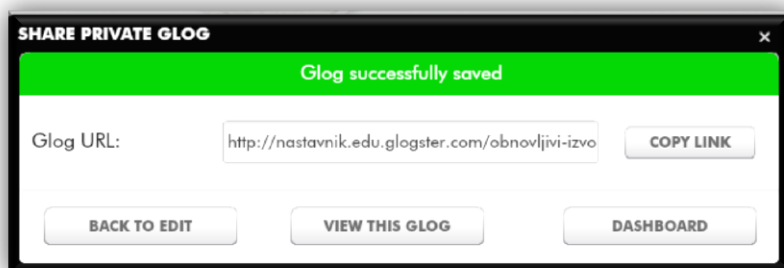 SHARE PRIVATE GLOG
Glog successfully saved
Glog URL: http://nastavnik.edu.glogster.com/obnovljivi-izvo COPY LINK
BACK TO EDIT VIEW THIS GLOG DASHBOARD